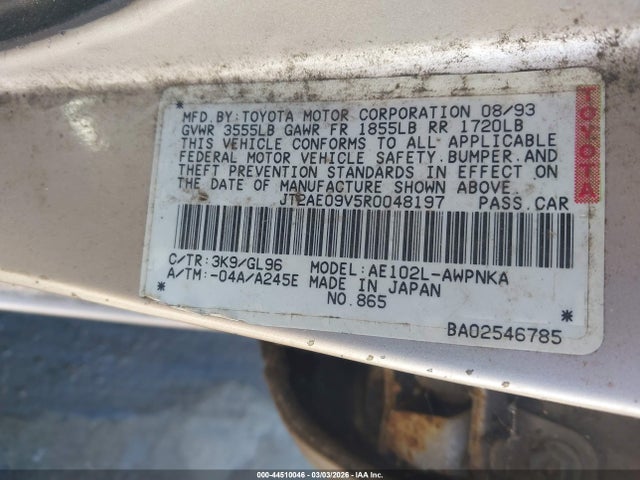 MFD.BY:TOYOTA MOTOR CORPORATION 08/93
GVWR 3555LB GAWR FR 1855LB RR 1720LB
THIS VEHICLE CONFORMS TO ALL APPLICABLE
FEDERAL MOTOR VEHICLE SAFETY.BUMPER.AND
THEFT PREVENTION STANDARDS IN EFFECT ON
THE DATE OF MANUFACTURE SHOWN ABOVE.
JT2AE09V5R0048197 PASS.CAR
TOYOTA
C/TR:3K9/GL96 MODEL:AE102L-AWPNKA
A/TM:-04A/A245E MADE IN JAPAN
NO.865
BA02546785
000-44510046 - 03/03/2026 - IAA Inc.